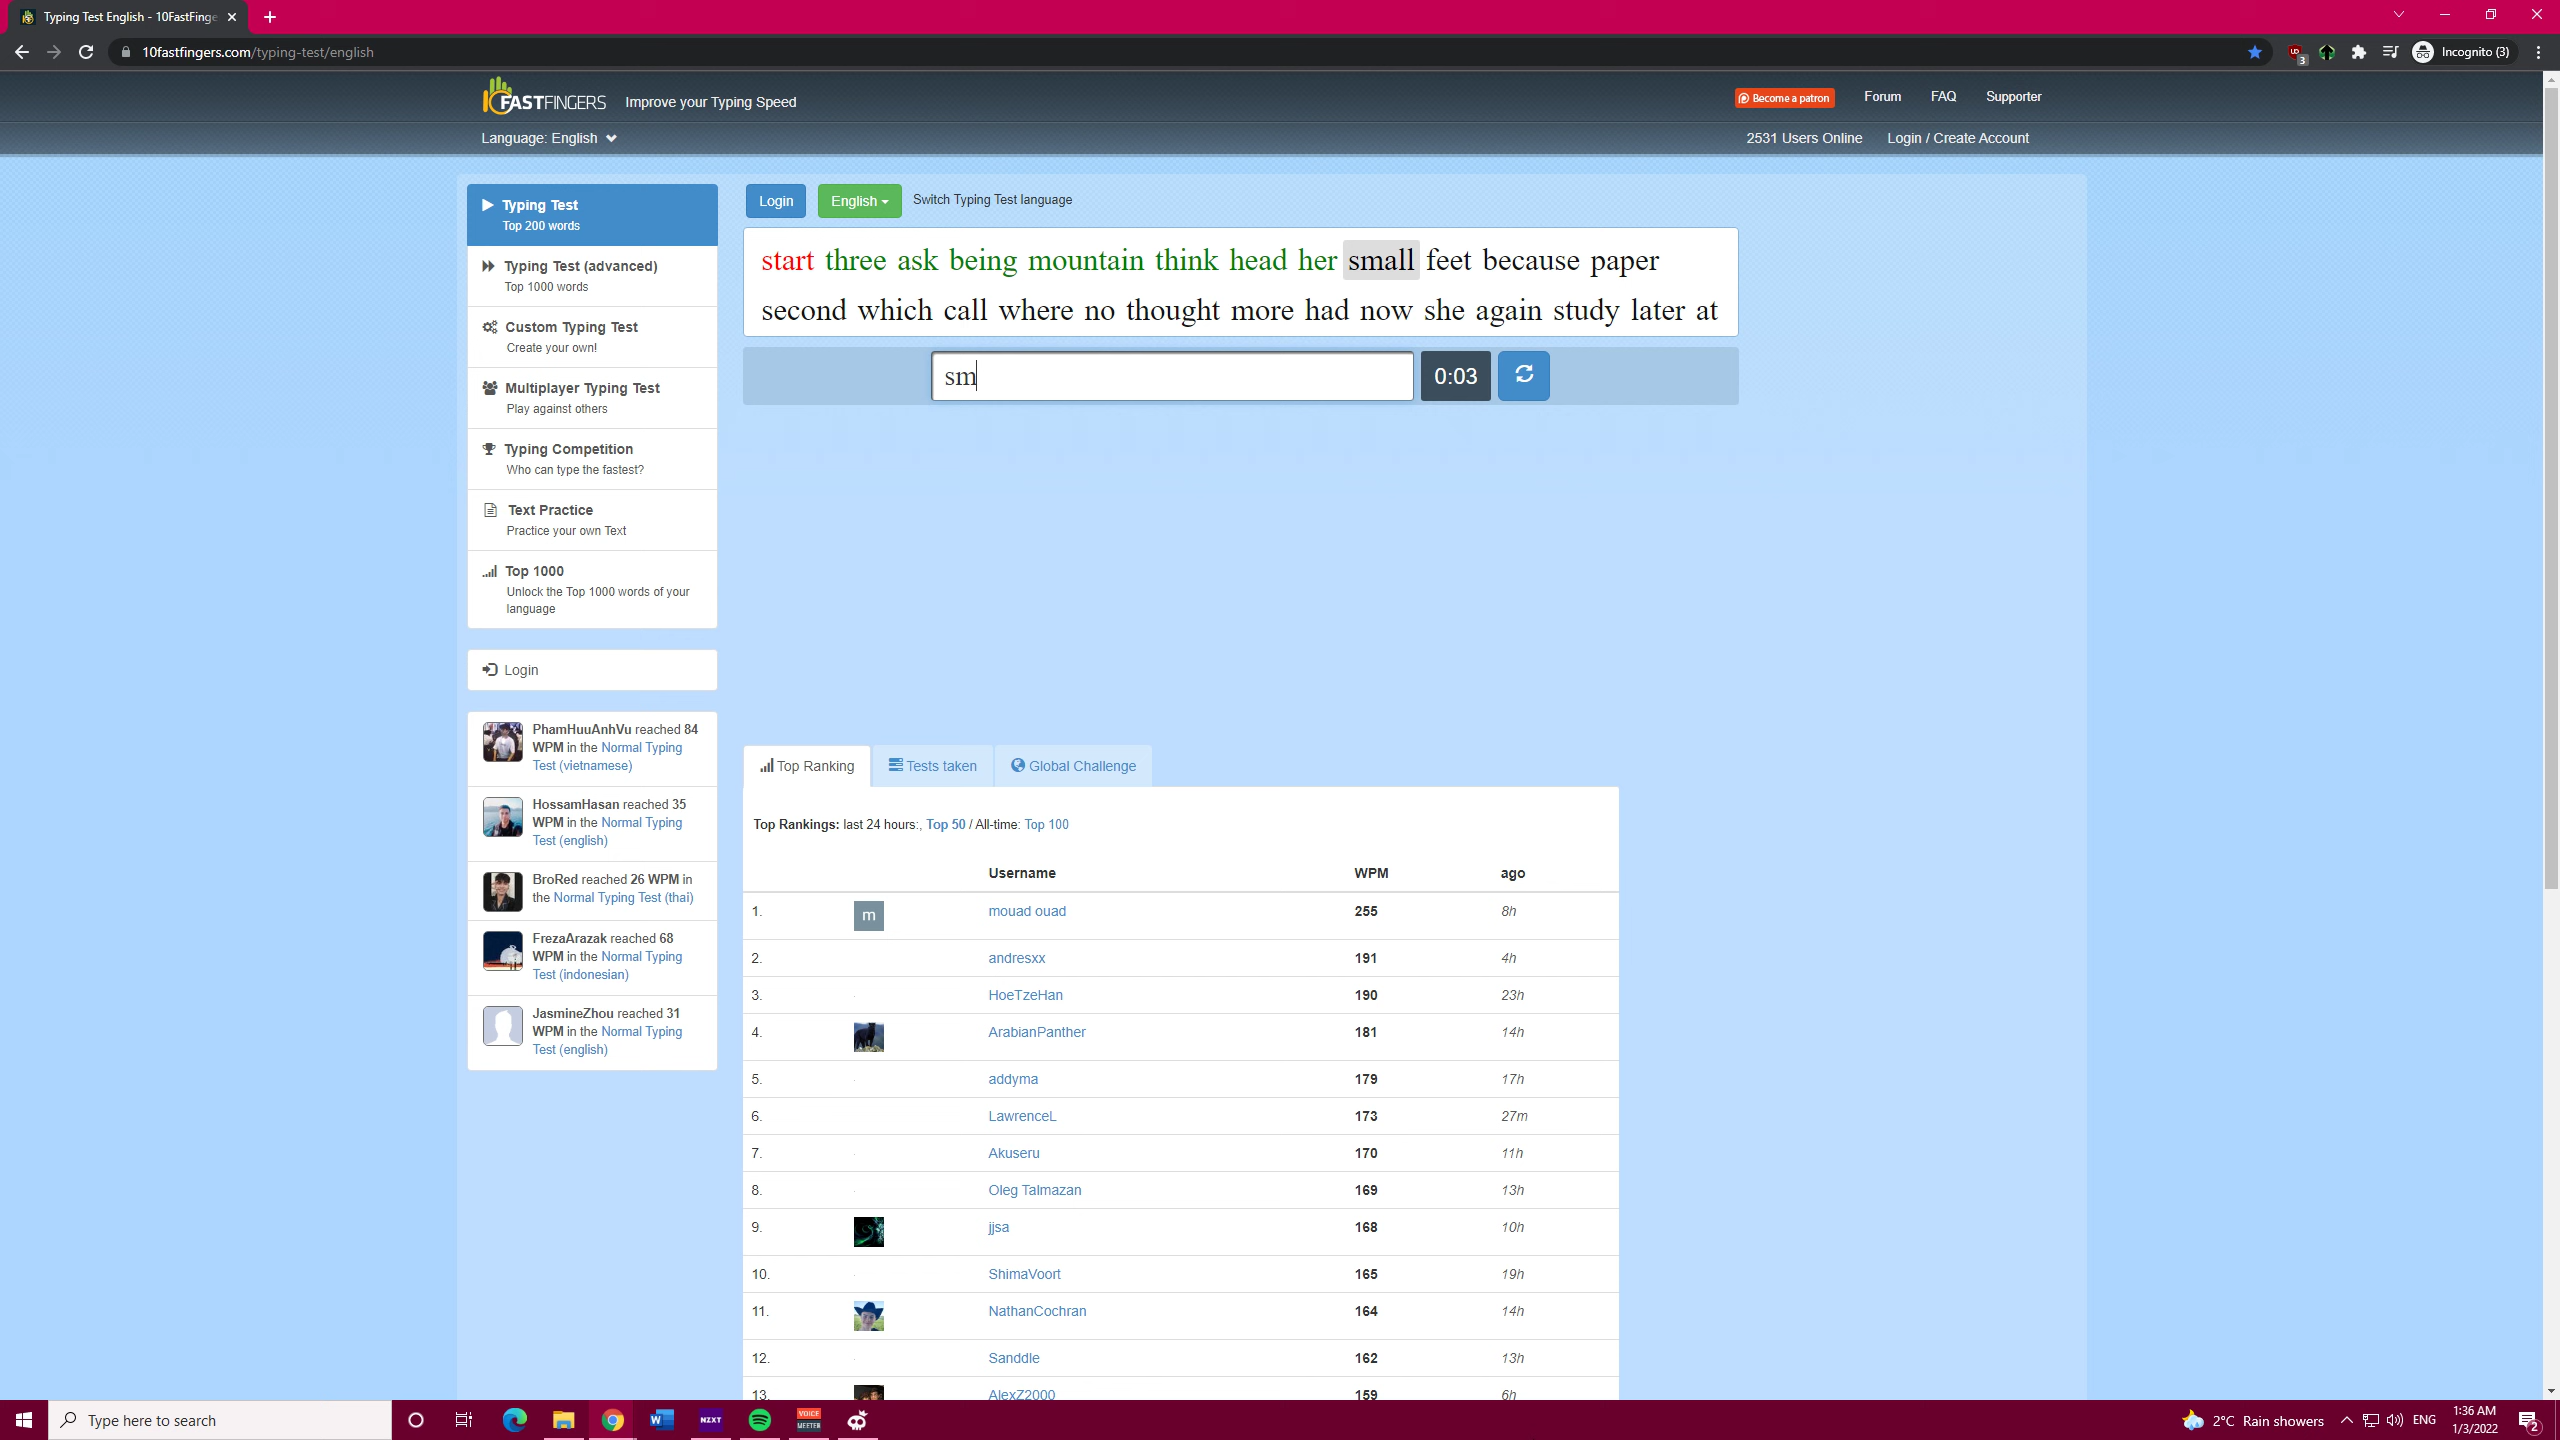 Typing Test English - 10FastFinge
10fastfingers.com/typing-test/english
3
Incognito (3)
FASTFINGERS Improve your Typing Speed
Become a patron Forum FAQ Supporter
Language: English
2531 Users Online Login / Create Account
Typing Test
Top 200 words
Typing Test (advanced)
Top 1000 words
Custom Typing Test
Create your own!
Multiplayer Typing Test
Play against others
Typing Competition
Who can type the fastest?
Text Practice
Practice your own Text
Top 1000
Unlock the Top 1000 words of your
language
Login
PhamHuuAnhVu reached 84
WPM in the Normal Typing
Test (vietnamese)
HossamHasan reached 35
WPM in the Normal Typing
Test (english)
BroRed reached 26 WPM in
the Normal Typing Test (thai)
FrezaArazak reached 68
WPM in the Normal Typing
Test (indonesian)
JasmineZhou reached 31
WPM in the Normal Typing
Test (english)
Login English Switch Typing Test language
start three ask being mountain think head her small feet because paper
second which call where no thought more had now she again study later at
sm
0:03
Top Ranking Tests taken Global Challenge
Top Rankings: last 24 hours:, Top 50 / All-time: Top 100
Username WPM ago
1. m mouad ouad 255 8h
2. andresxx 191 4h
3. HoeTzeHan 190 23h
4. ArabianPanther 181 14h
5. addyma 179 17h
6. LawrenceL 173 27m
7. Akuseru 170 11h
8. Oleg Talmazan 169 13h
9. jjsa 168 10h
10. ShimaVoort 165 19h
11. NathanCochran 164 14h
12. Sanddle 162 13h
13. AlexZ2000 159 6h
Type here to search
NZXT
VOICE
MEETER
2°C Rain showers
ENG
1:36 AM
1/3/2022
2